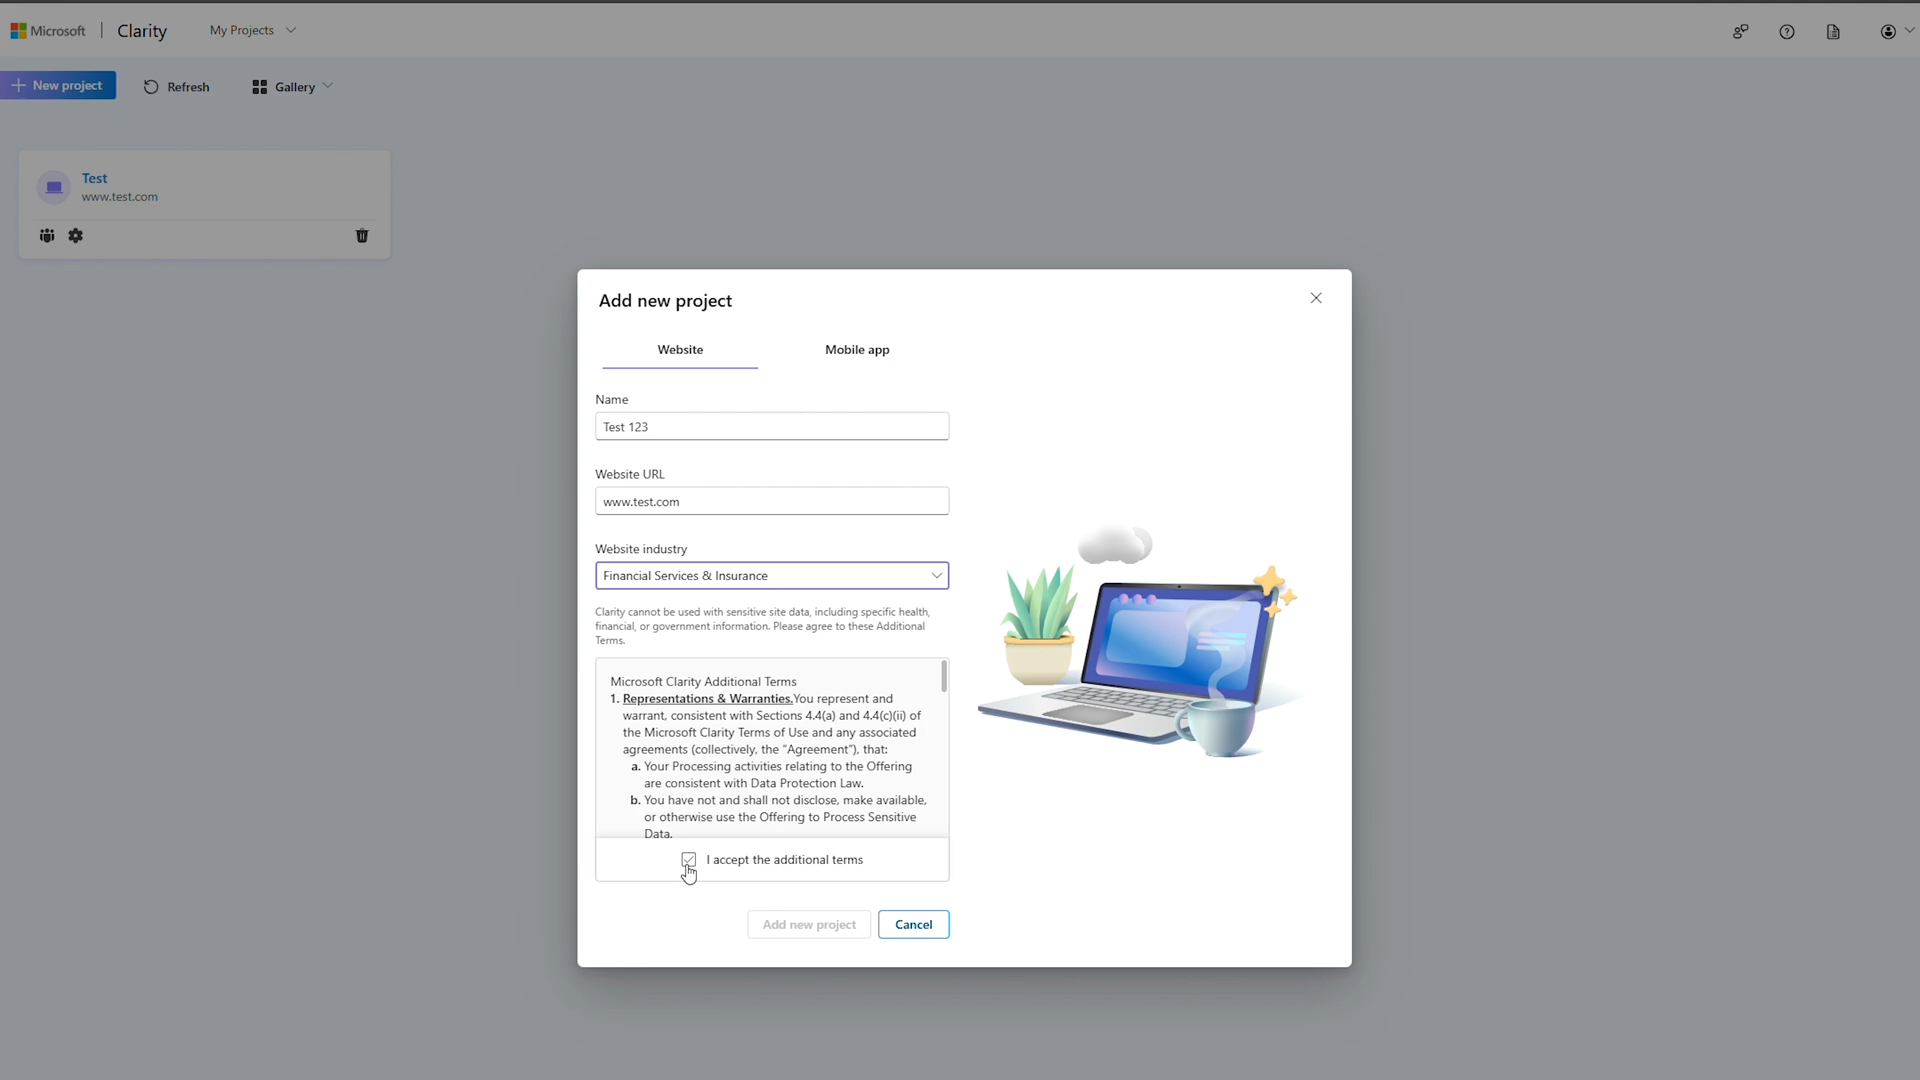 Microsoft | Clarity My Projects
New project Refresh Gallery
Test
www.test.com
Add new project
Website Mobile app
Name
Test 123
Website URL
www.test.com
Website industry
Financial Services & Insurance
Clarity cannot be used with sensitive site data, including specific health,
financial, or government information. Please agree to these Additional
Terms.
Microsoft Clarity Additional Terms
1. Representations & Warranties.You represent and
warrant, consistent with Sections 4.4(a) and 4.4(c)(ii) of
the Microsoft Clarity Terms of Use and any associated
agreements (collectively, the "Agreement"), that:
a. Your Processing activities relating to the Offering
are consistent with Data Protection Law.
b. You have not and shall not disclose, make available,
or otherwise use the Offering to Process Sensitive
Data.
I accept the additional terms
Add new project Cancel